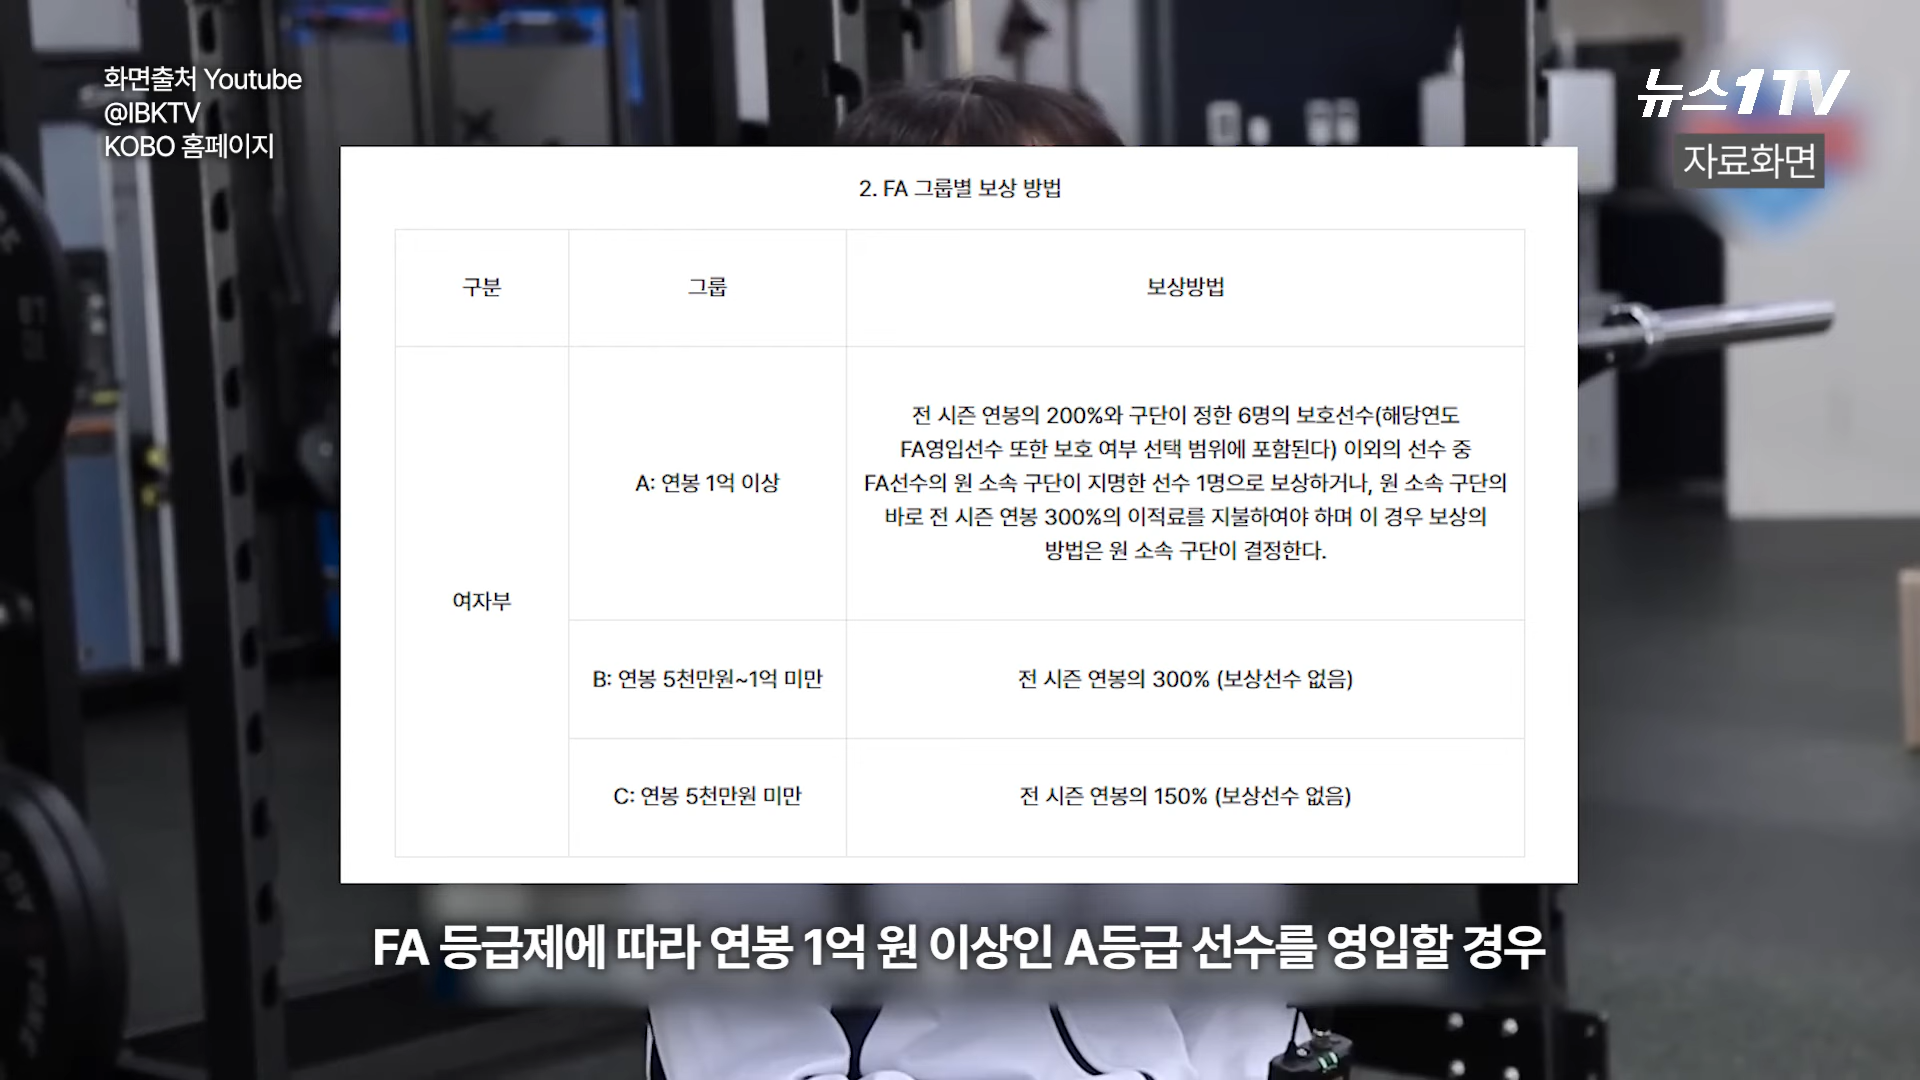 화면출처 Youtube
@IBKTV
KOBO 홈페이지
뉴스1TV
자료화면
2. FA 그룹별 보상 방법
구분
그룹
보상방법
여자부
A: 연봉 1억 이상
전 시즌 연봉의 200%와 구단이 정한 6명의 보호선수(해당연도
FA영입선수 또한 보호 여부 선택 범위에 포함된다) 이외의 선수 중
FA선수의 원 소속 구단이 지명한 선수 1명으로 보상하거나, 원 소속 구단의
바로 전 시즌 연봉 300%의 이적료를 지불하여야 하며 이 경우 보상의
방법은 원 소속 구단이 결정한다.
B: 연봉 5천만원~1억 미만
전 시즌 연봉의 300% (보상선수 없음)
C: 연봉 5천만원 미만
전 시즌 연봉의 150% (보상선수 없음)
FA 등급제에 따라 연봉 1억 원 이상인 A등급 선수를 영입할 경우